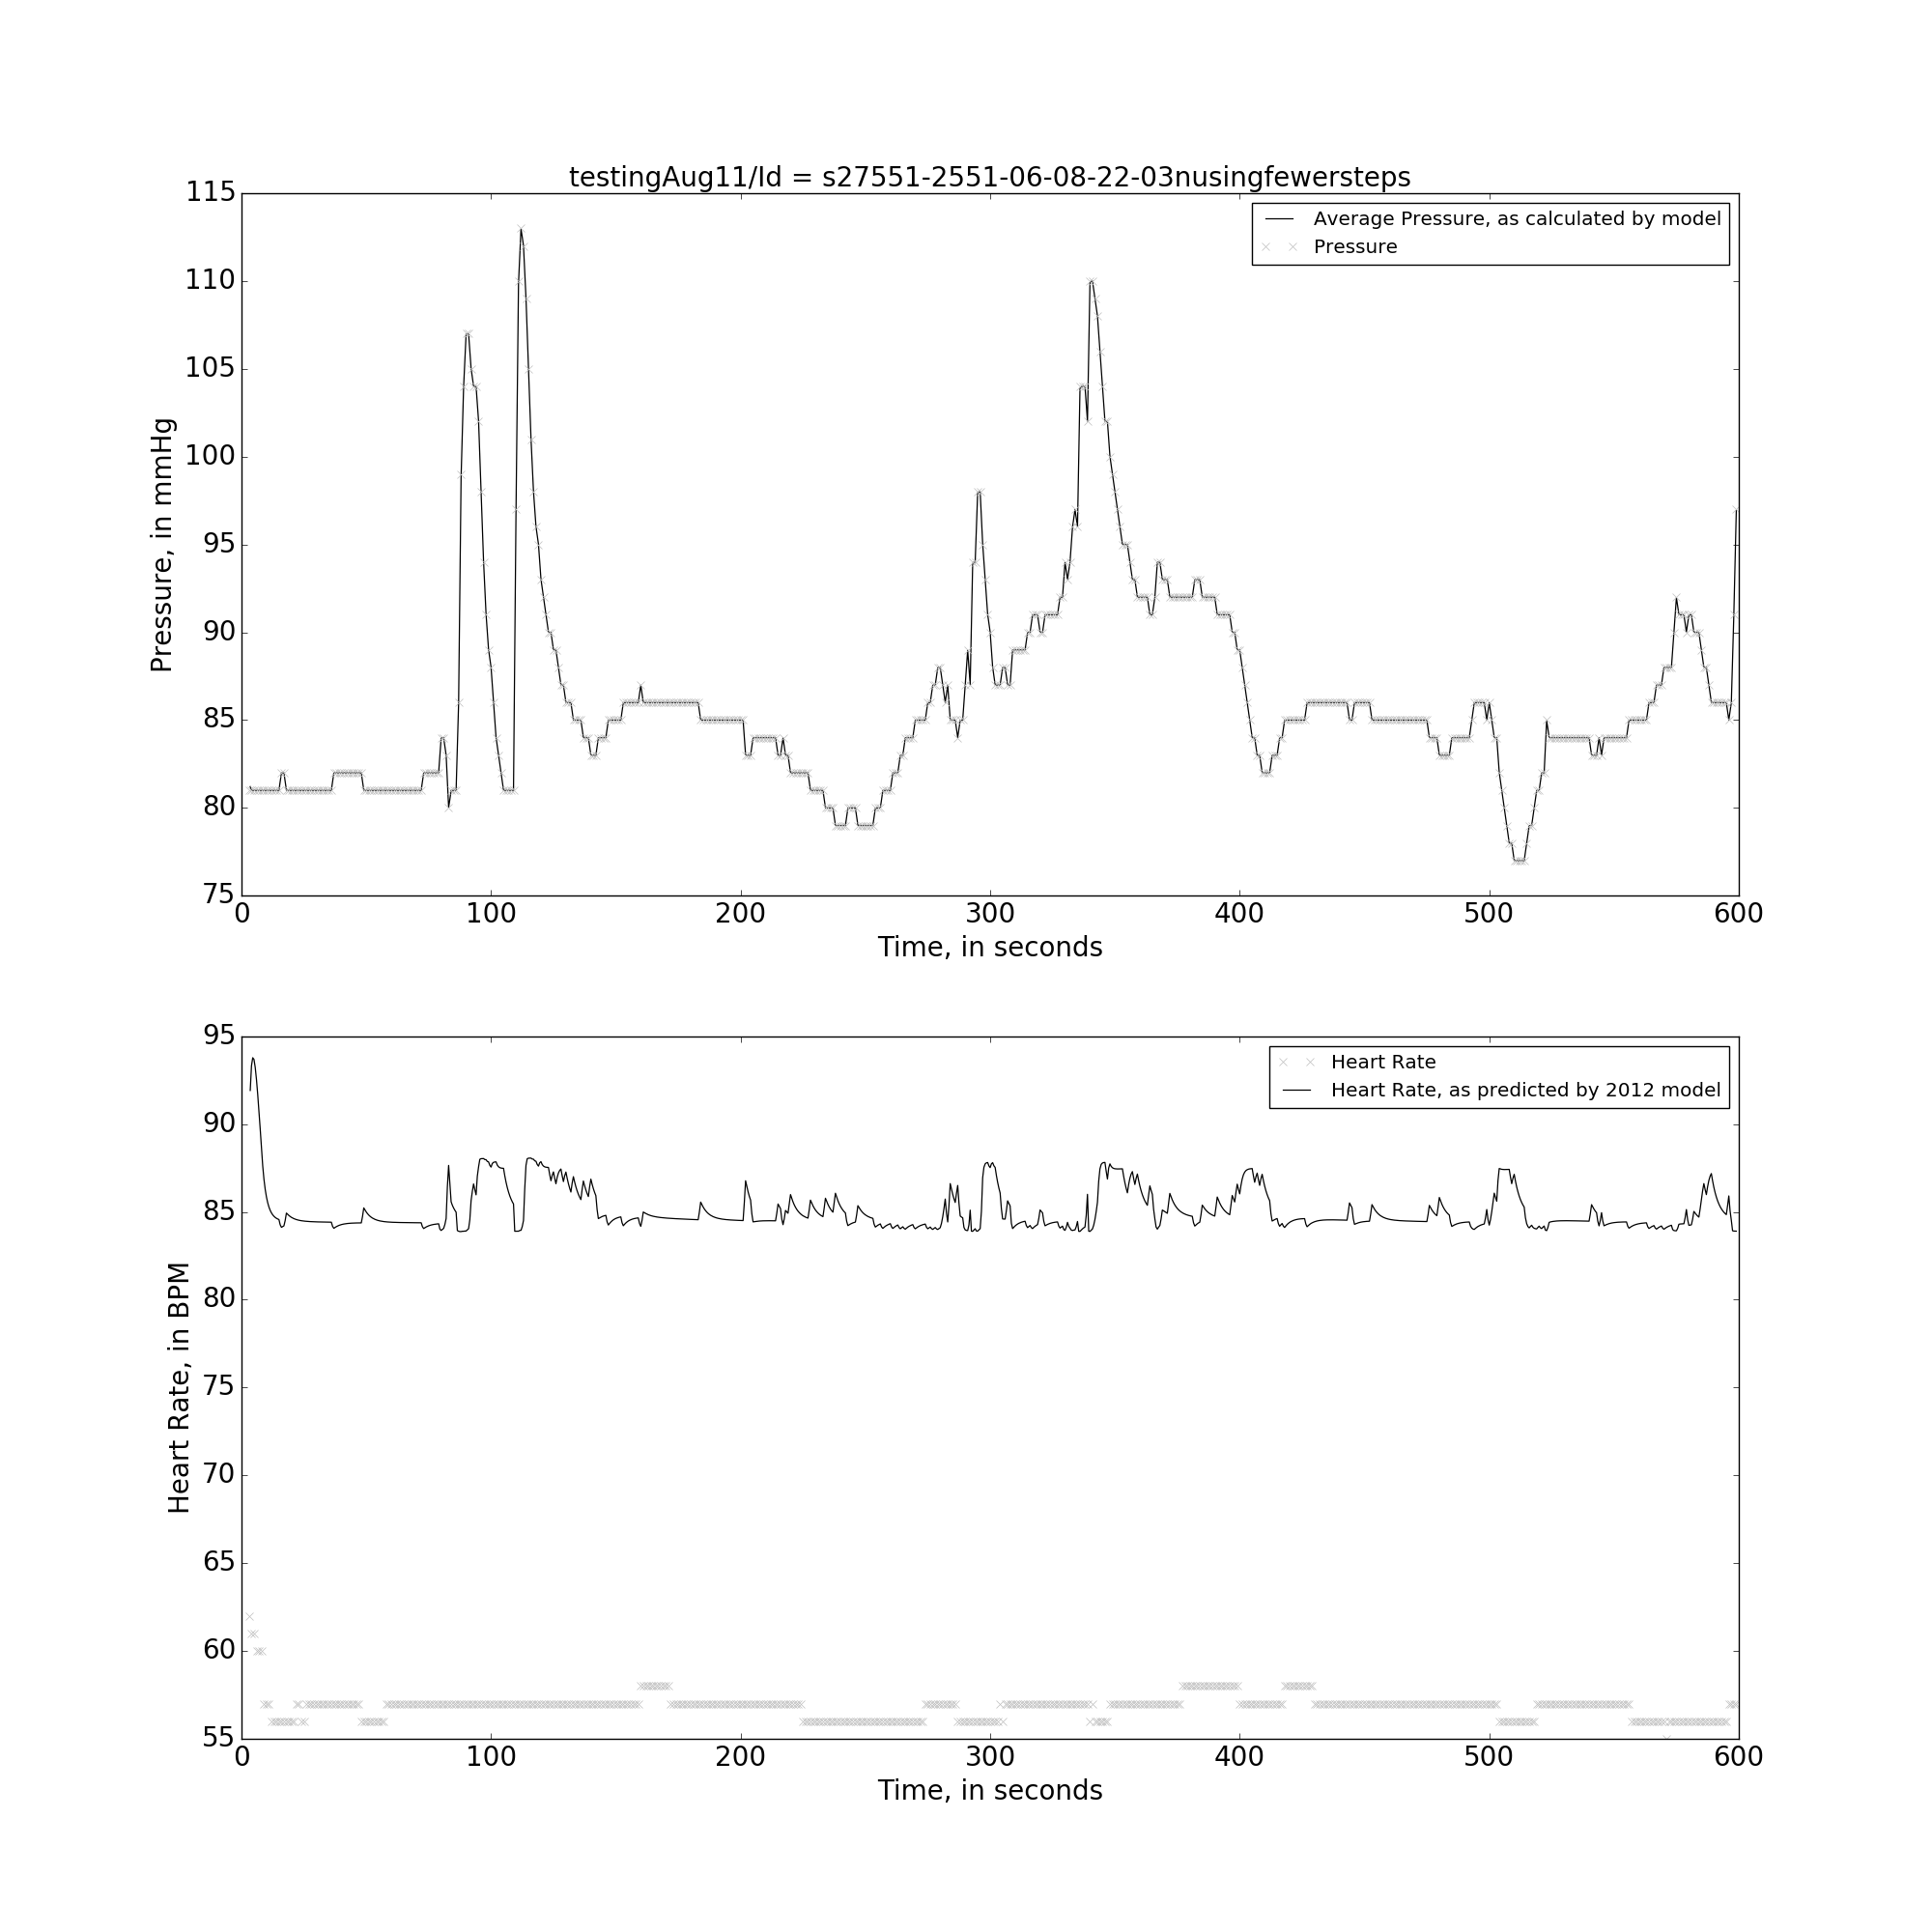 testingAug11/Id = s27551-2551-06-08-22-03nusingfewersteps
115
110
105
100
95
90
85
80
75
Pressure, in mmHg
Average Pressure, as calculated by model
Pressure
0 100 200 300 400 500 600
Time, in seconds
95
90
85
80
75
70
65
60
55
Heart Rate, in BPM
Heart Rate
Heart Rate, as predicted by 2012 model
0 100 200 300 400 500 600
Time, in seconds